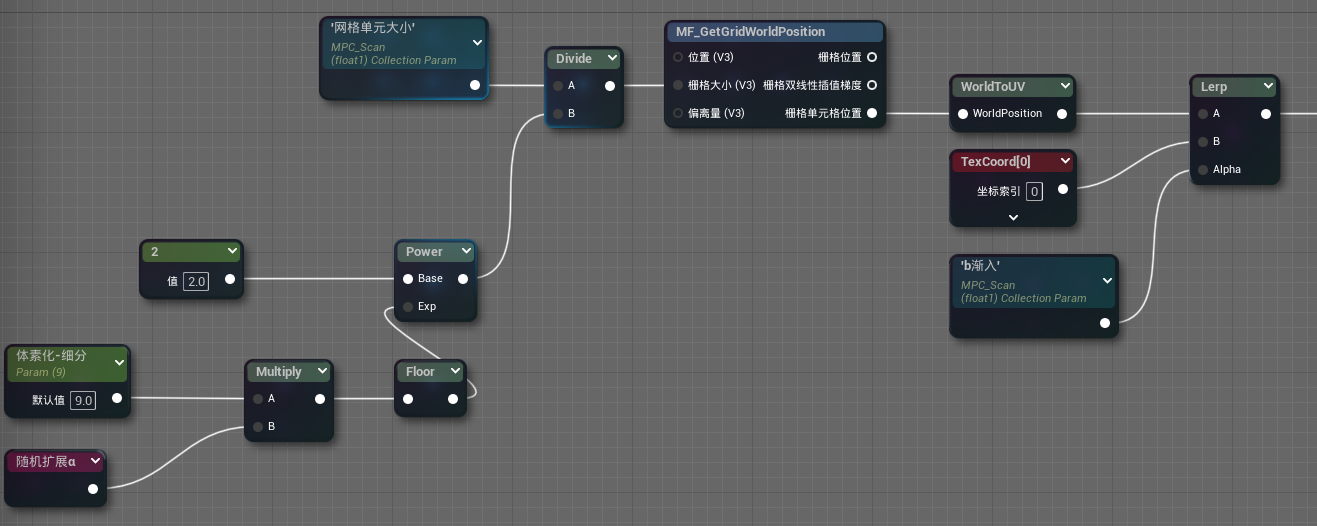 '网格单元大小'
MPC_Scan
(float1) Collection Param
Divide
A
B
MF_GetGridWorldPosition
位置 (V3)
栅格位置
栅格大小 (V3)
栅格双线性插值梯度
偏离量 (V3)
栅格单元格位置
WorldToUV
WorldPosition
Lerp
A
B
Alpha
TexCoord[0]
坐标索引 0
'b渐入'
MPC_Scan
(float1) Collection Param
2
值 2.0
Power
Base
Exp
体素化-细分
Param (9)
默认值 9.0
Multiply
A
B
Floor
随机扩展α